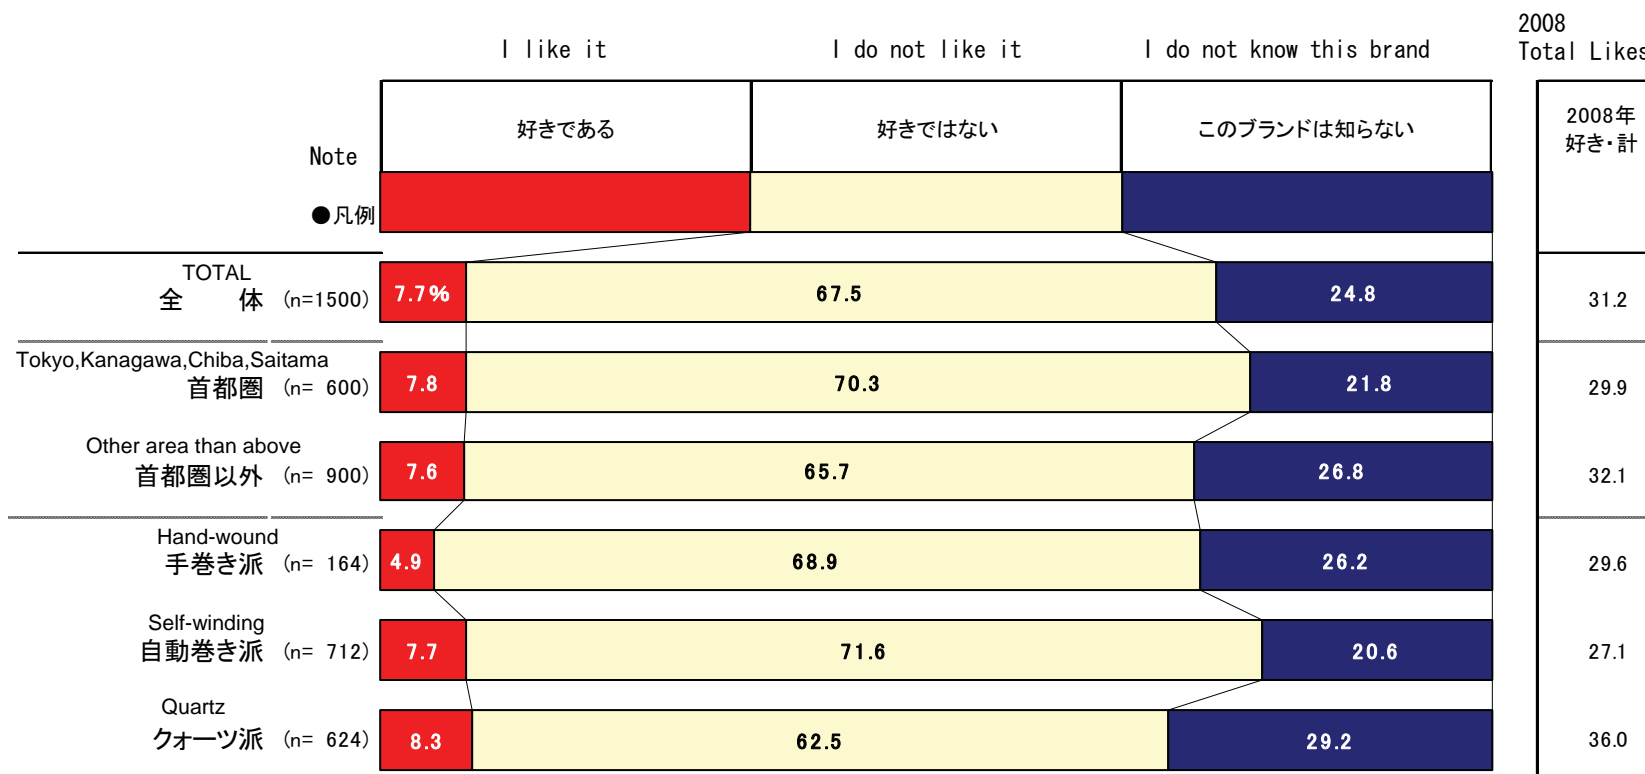 2008
I like it I do not like it I do not know this brand Total Likes
好きである 好きではない このブランドは知らない 2008年
好き・計
Note
●凡例
TOTAL
全 体 (n=1500) 7.7% 67.5 24.8 31.2
Tokyo,Kanagawa,Chiba,Saitama
首都圏 (n= 600) 7.8 70.3 21.8 29.9
Other area than above
首都圏以外 (n= 900) 7.6 65.7 26.8 32.1
Hand-wound
手巻き派 (n= 164) 4.9 68.9 26.2 29.6
Self-winding
自動巻き派 (n= 712) 7.7 71.6 20.6 27.1
Quartz
クォーツ派 (n= 624) 8.3 62.5 29.2 36.0